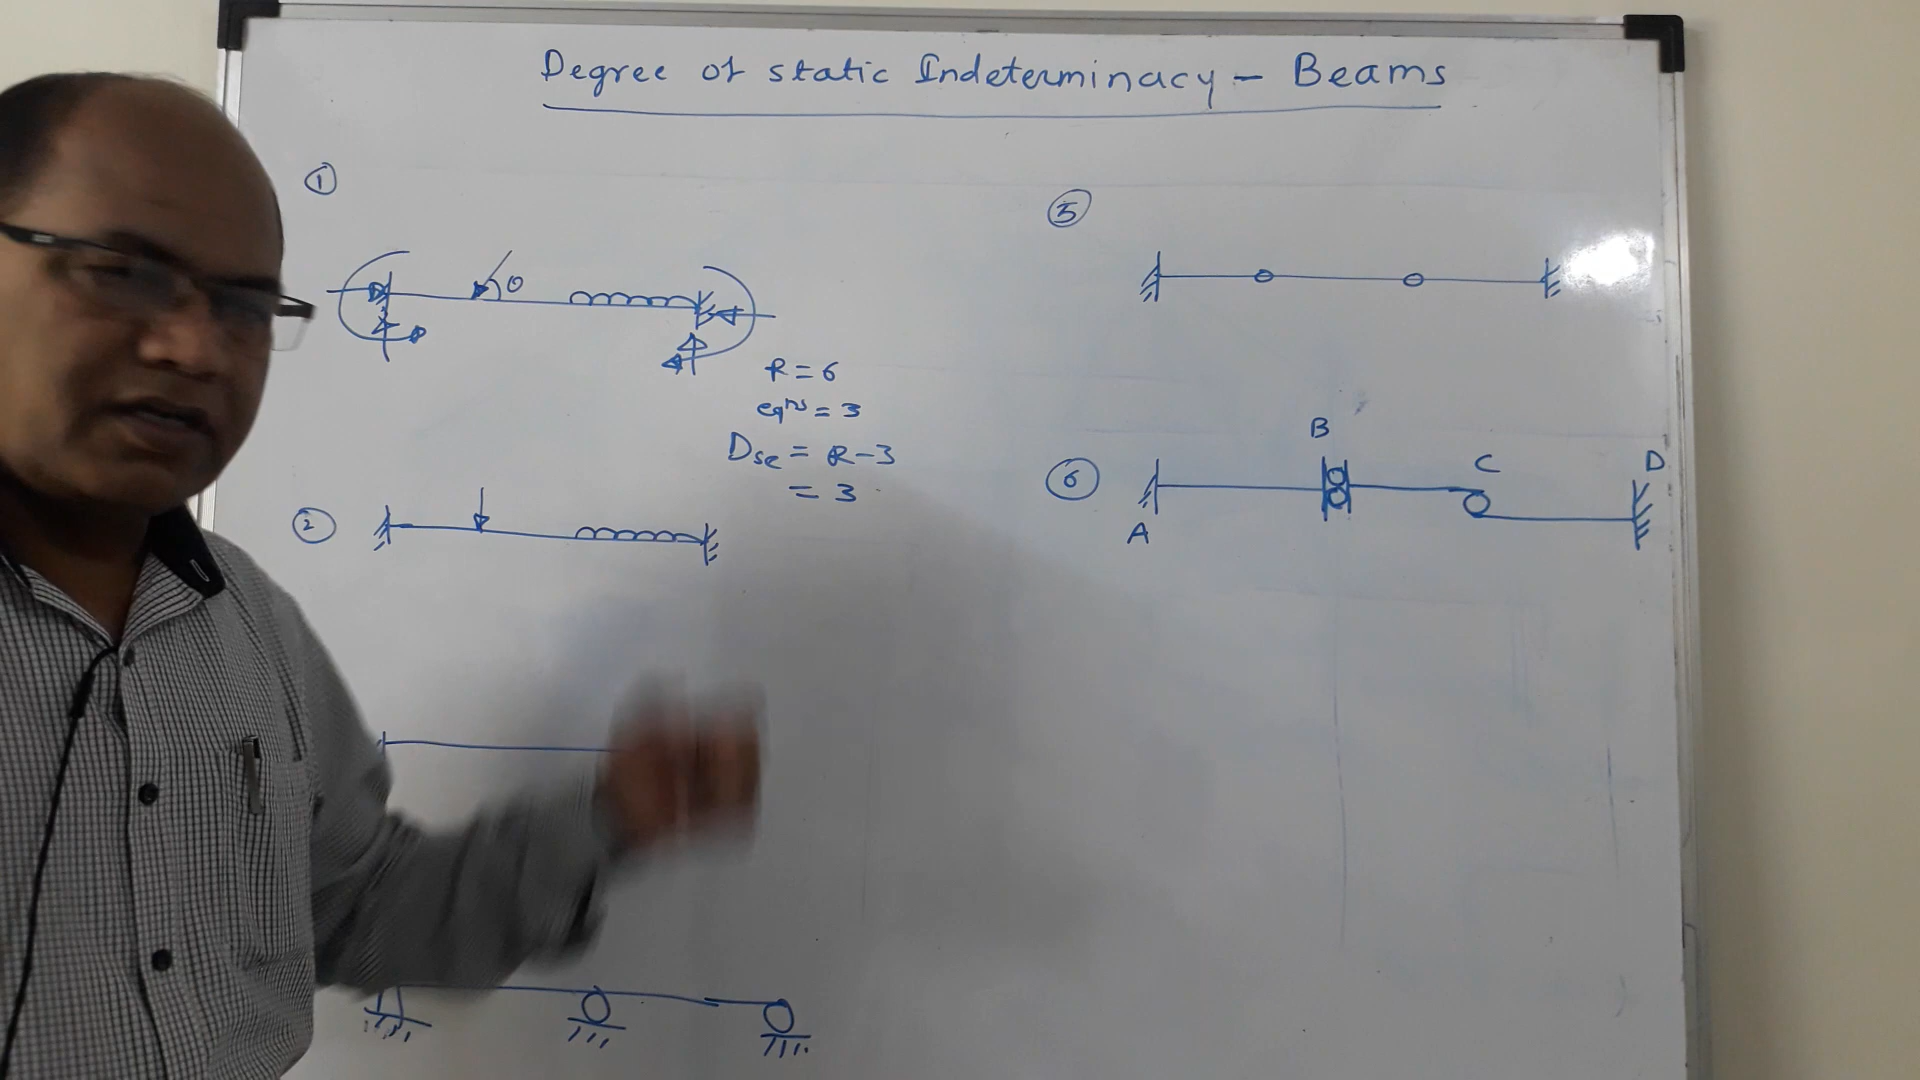 Degree of static Indeterminacy - Beams
①
θ
R = 6
eqns = 3
Dse = R-3
= 3
②
⑤
⑥
A
B
C
D